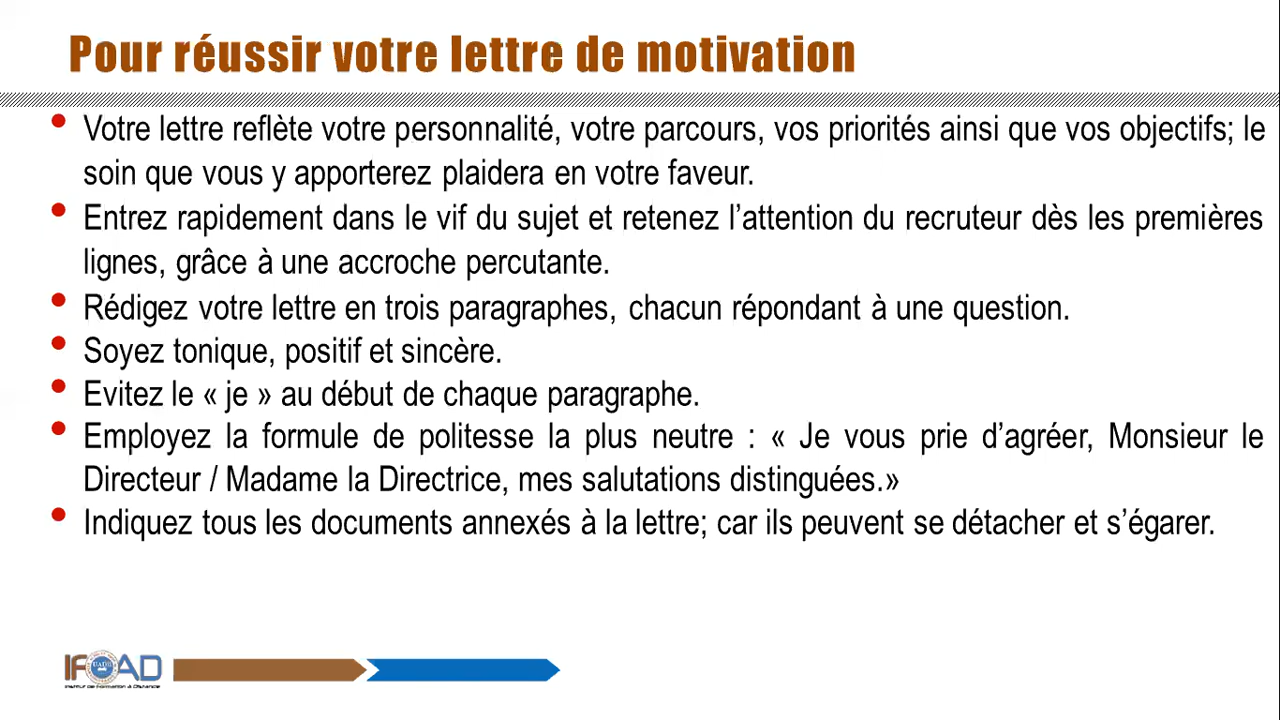 Pour réussir votre lettre de motivation
• Votre lettre reflète votre personnalité, votre parcours, vos priorités ainsi que vos objectifs; le
soin que vous y apporterez plaidera en votre faveur.
• Entrez rapidement dans le vif du sujet et retenez l’attention du recruteur dès les premières
lignes, grâce à une accroche percutante.
• Rédigez votre lettre en trois paragraphes, chacun répondant à une question.
• Soyez tonique, positif et sincère.
• Evitez le « je » au début de chaque paragraphe.
• Employez la formule de politesse la plus neutre : « Je vous prie d’agréer, Monsieur le
Directeur / Madame la Directrice, mes salutations distinguées.»
• Indiquez tous les documents annexés à la lettre; car ils peuvent se détacher et s’égarer.
IFOAD
Institut de Formation à Distance